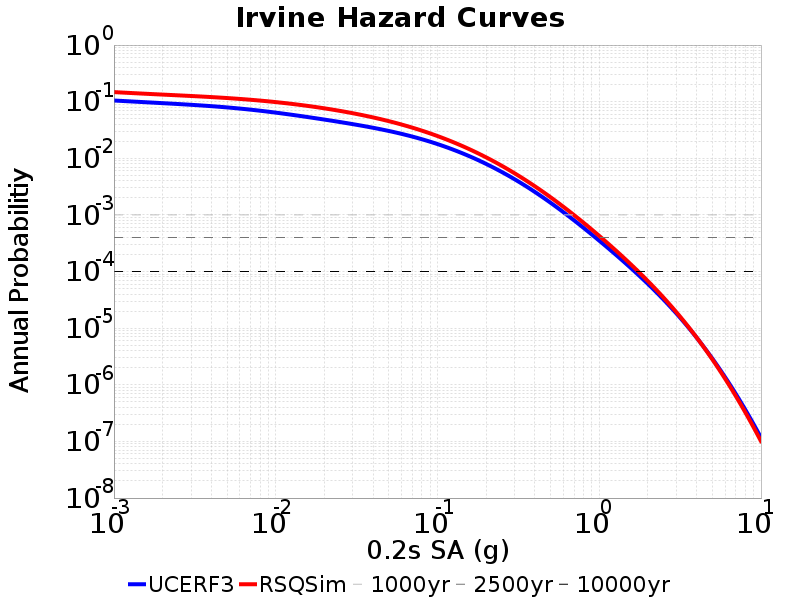 Irvine Hazard Curves
Annual Probabilitiy
10^0
10^-1
10^-2
10^-3
10^-4
10^-5
10^-6
10^-7
10^-8
10^-3 10^-2 10^-1 10^0 10^1
0.2s SA (g)
UCERF3 RSQSim 1000yr 2500yr 10000yr